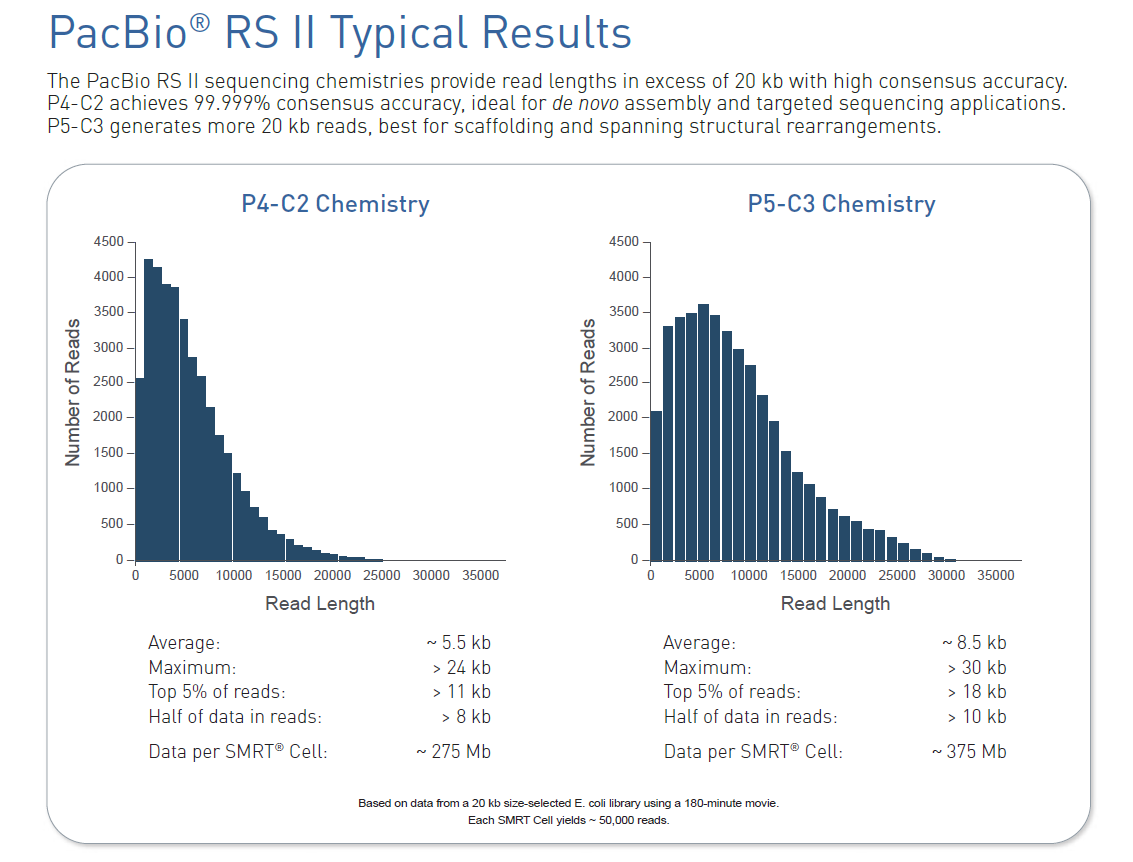 PacBio® RS II Typical Results
The PacBio RS II sequencing chemistries provide read lengths in excess of 20 kb with high consensus accuracy.
P4-C2 achieves 99.999% consensus accuracy, ideal for de novo assembly and targeted sequencing applications.
P5-C3 generates more 20 kb reads, best for scaffolding and spanning structural rearrangements.
P4-C2 Chemistry
4500
4000
3500
3000
2500
2000
1500
1000
500
0
Number of Reads
0 5000 10000 15000 20000 25000 30000 35000
Read Length
Average: ~ 5.5 kb
Maximum: > 24 kb
Top 5% of reads: > 11 kb
Half of data in reads: > 8 kb
Data per SMRT® Cell: ~ 275 Mb
P5-C3 Chemistry
4500
4000
3500
3000
2500
2000
1500
1000
500
0
Number of Reads
0 5000 10000 15000 20000 25000 30000 35000
Read Length
Average: ~ 8.5 kb
Maximum: > 30 kb
Top 5% of reads: > 18 kb
Half of data in reads: > 10 kb
Data per SMRT® Cell: ~ 375 Mb
Based on data from a 20 kb size-selected E. coli library using a 180-minute movie.
Each SMRT Cell yields ~ 50,000 reads.